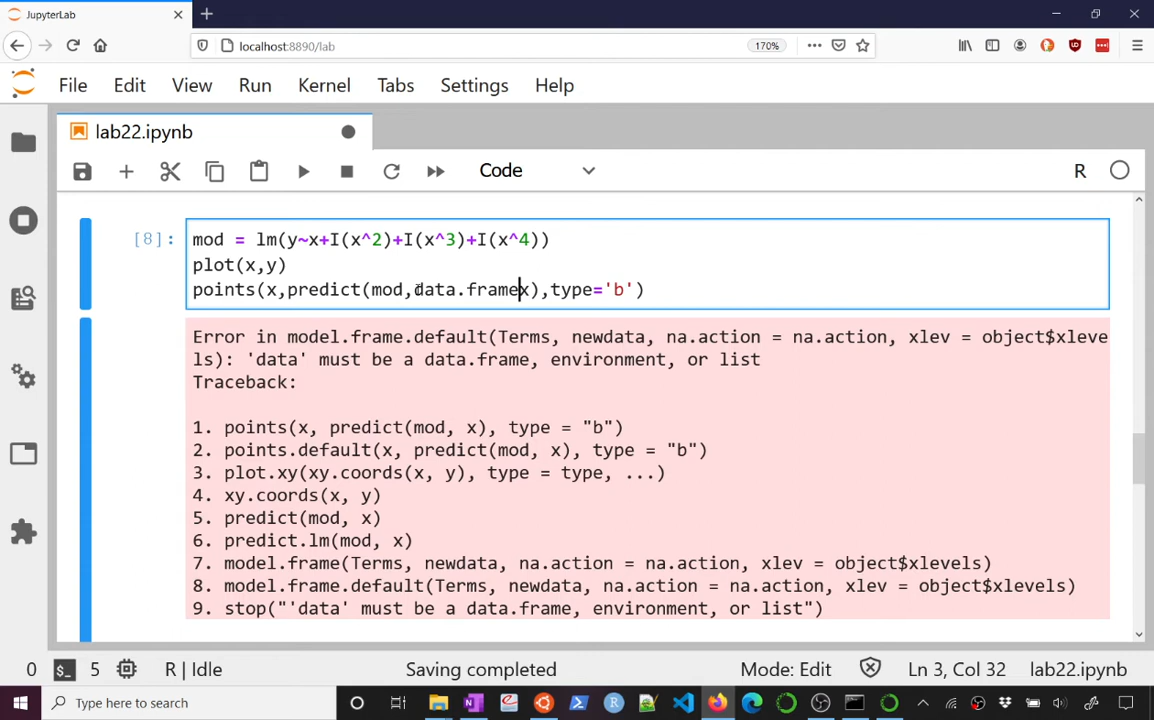 JupyterLab
localhost:8890/lab
170%
File Edit View Run Kernel Tabs Settings Help
lab22.ipynb
Code
R
[8]:
mod = lm(y~x+I(x^2)+I(x^3)+I(x^4))
plot(x,y)
points(x,predict(mod,data.framex),type='b')
Error in model.frame.default(Terms, newdata, na.action = na.action, xlev = object$xleve
ls): 'data' must be a data.frame, environment, or list
Traceback:
1. points(x, predict(mod, x), type = "b")
2. points.default(x, predict(mod, x), type = "b")
3. plot.xy(xy.coords(x, y), type = type, ...)
4. xy.coords(x, y)
5. predict(mod, x)
6. predict.lm(mod, x)
7. model.frame(Terms, newdata, na.action = na.action, xlev = object$xlevels)
8. model.frame.default(Terms, newdata, na.action = na.action, xlev = object$xlevels)
9. stop("'data' must be a data.frame, environment, or list")
0 5 R | Idle Saving completed Mode: Edit Ln 3, Col 32 lab22.ipynb
Type here to search